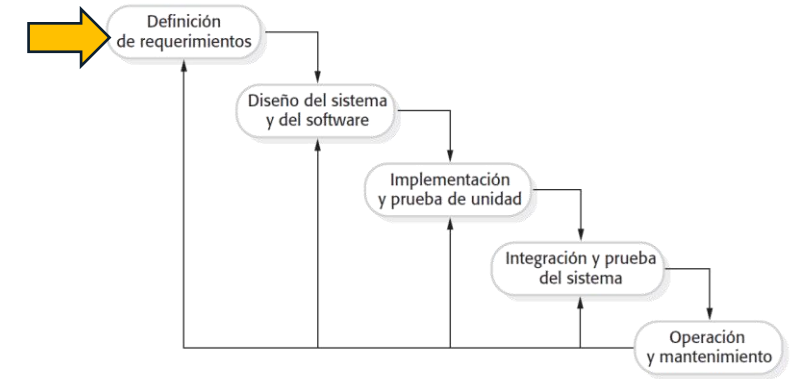 Definición
de requerimientos
Diseño del sistema
y del software
Implementación
y prueba de unidad
Integración y prueba
del sistema
Operación
y mantenimiento